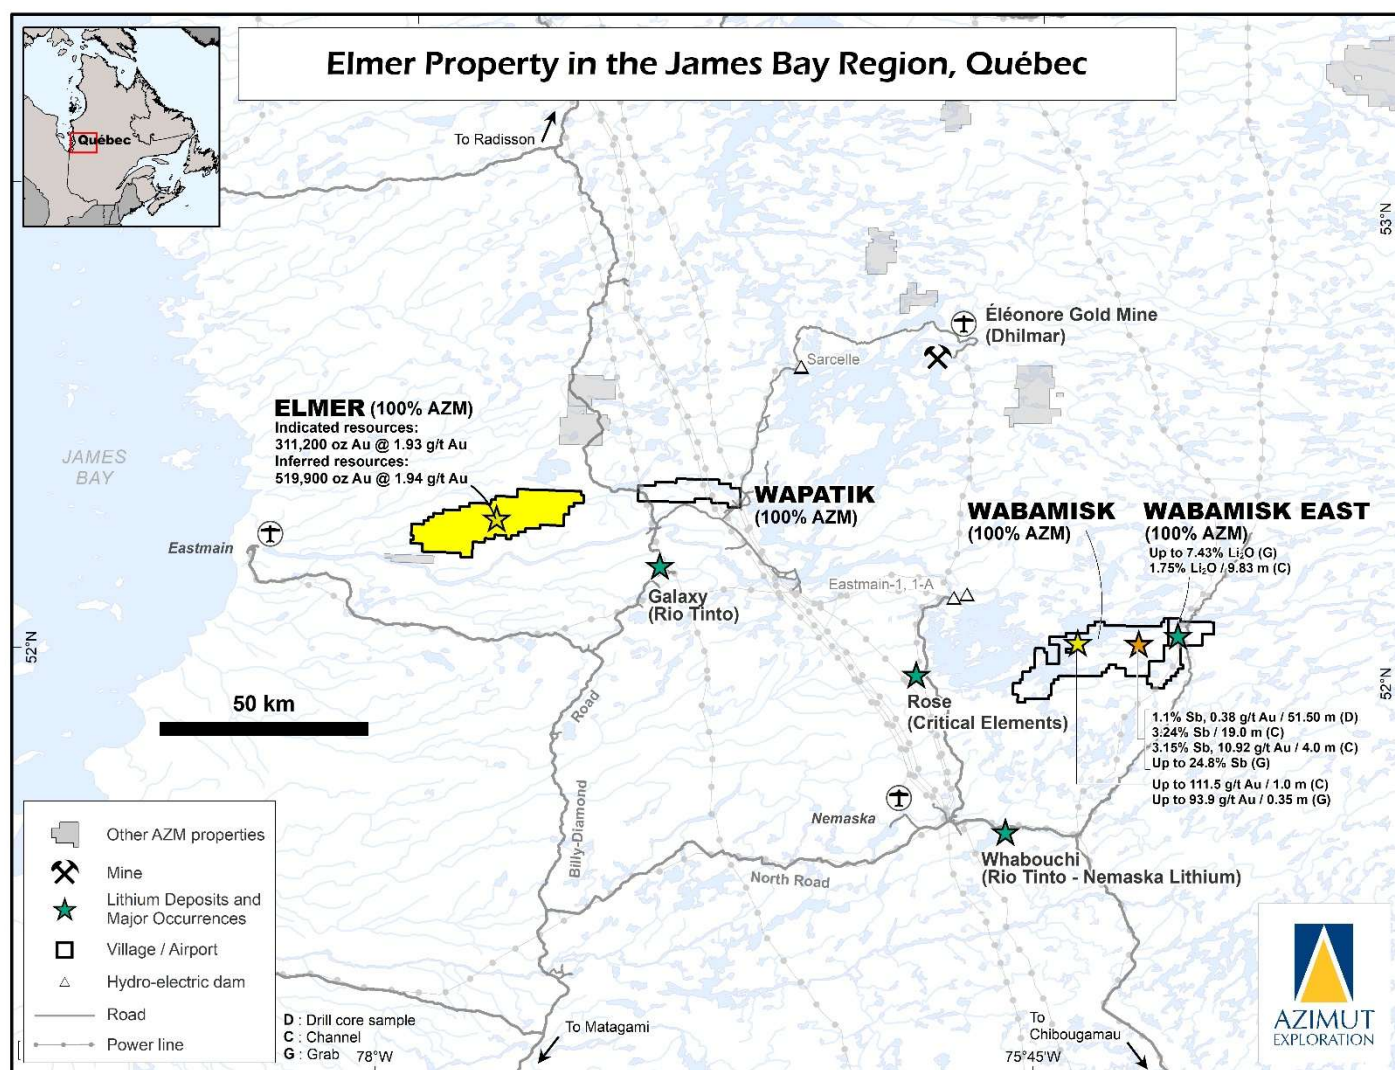 Elmer Property in the James Bay Region, Québec
Québec
To Radisson
53°N
Éléonore Gold Mine
(Dhilmar)
Sarcelle
ELMER (100% AZM)
Indicated resources:
311,200 oz Au @ 1.93 g/t Au
Inferred resources:
519,900 oz Au @ 1.94 g/t Au
JAMES
BAY
WAPATIK
(100% AZM)
WABAMISK
(100% AZM)
WABAMISK EAST
(100% AZM)
Up to 7.43% Li₂O (G)
1.75% Li₂O / 9.83 m (C)
Eastmain
Eastmain-1, 1-A
Galaxy
(Rio Tinto)
52°N
52°N
Rose
(Critical Elements)
50 km
Road
1.1% Sb, 0.38 g/t Au / 51.50 m (D)
3.24% Sb / 19.0 m (C)
3.15% Sb, 10.92 g/t Au / 4.0 m (C)
Up to 24.8% Sb (G)
Up to 111.5 g/t Au / 1.0 m (C)
Up to 93.9 g/t Au / 0.35 m (G)
Nemaska
Billy-Diamond
North Road
Whabouchi
(Rio Tinto - Nemaska Lithium)
Other AZM properties
Mine
Lithium Deposits and
Major Occurrences
Village / Airport
Hydro-electric dam
Road
Power line
D : Drill core sample
C : Channel
G : Grab
78°W
To Matagami
To
Chibougamau
75°45'W
AZIMUT
EXPLORATION